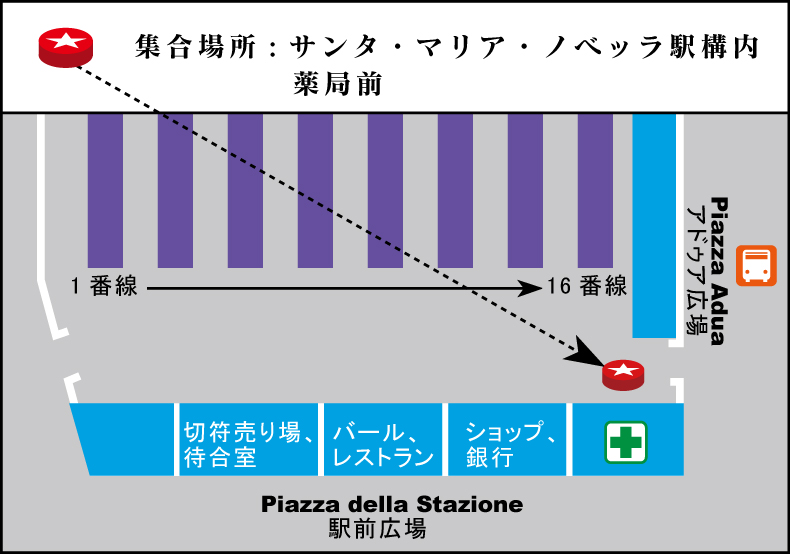 集合場所：サンタ・マリア・ノベッラ駅構内
薬局前
1番線
16番線
Piazza Adua
アドゥア広場
切符売り場、
待合室
バール、
レストラン
ショップ、
銀行
Piazza della Stazione
駅前広場